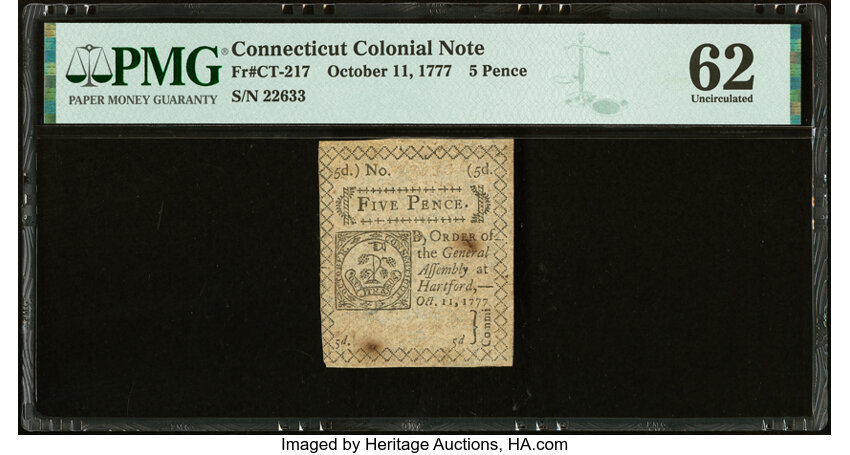 PMG®
PAPER MONEY GUARANTY
Connecticut Colonial Note
Fr#CT-217 October 11, 1777 5 Pence
S/N 22633
62
Uncirculated
5d.) No. (5d.
FIVE PENCE.
By ORDER of
the General
Aſſembly at
Hartford,—
Oct. 11, 1777
5d. 5d
Imaged by Heritage Auctions, HA.com